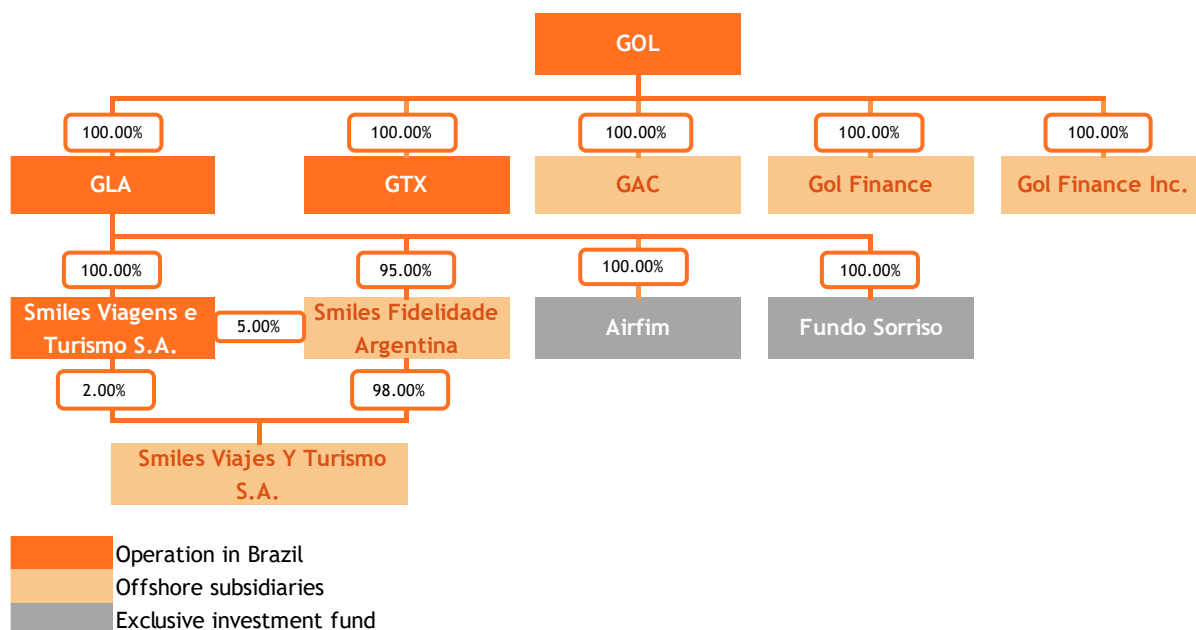 GOL
100.00%
100.00%
100.00%
100.00%
100.00%
GLA
GTX
GAC
Gol Finance
Gol Finance Inc.
100.00%
95.00%
100.00%
100.00%
Smiles Viagens e
Turismo S.A.
5.00%
Smiles Fidelidade
Argentina
Airfim
Fundo Sorriso
2.00%
98.00%
Smiles Viajes Y Turismo
S.A.
Operation in Brazil
Offshore subsidiaries
Exclusive investment fund